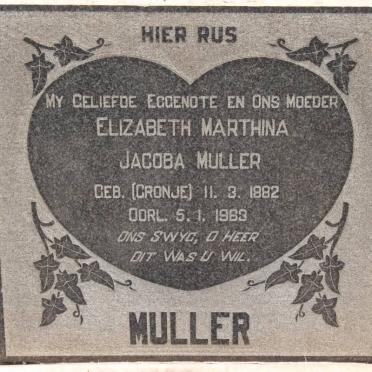 HIER RUS
MY GELIEFDE EGGENOTE EN ONS MOEDER
ELIZABETH MARTHINA
JACOBA MULLER
GEB. (CRONJE) 11. 3. 1882
OORL. 5. 1. 1963
ONS SWYG, O HEER
DIT WAS U WIL.
MULLER